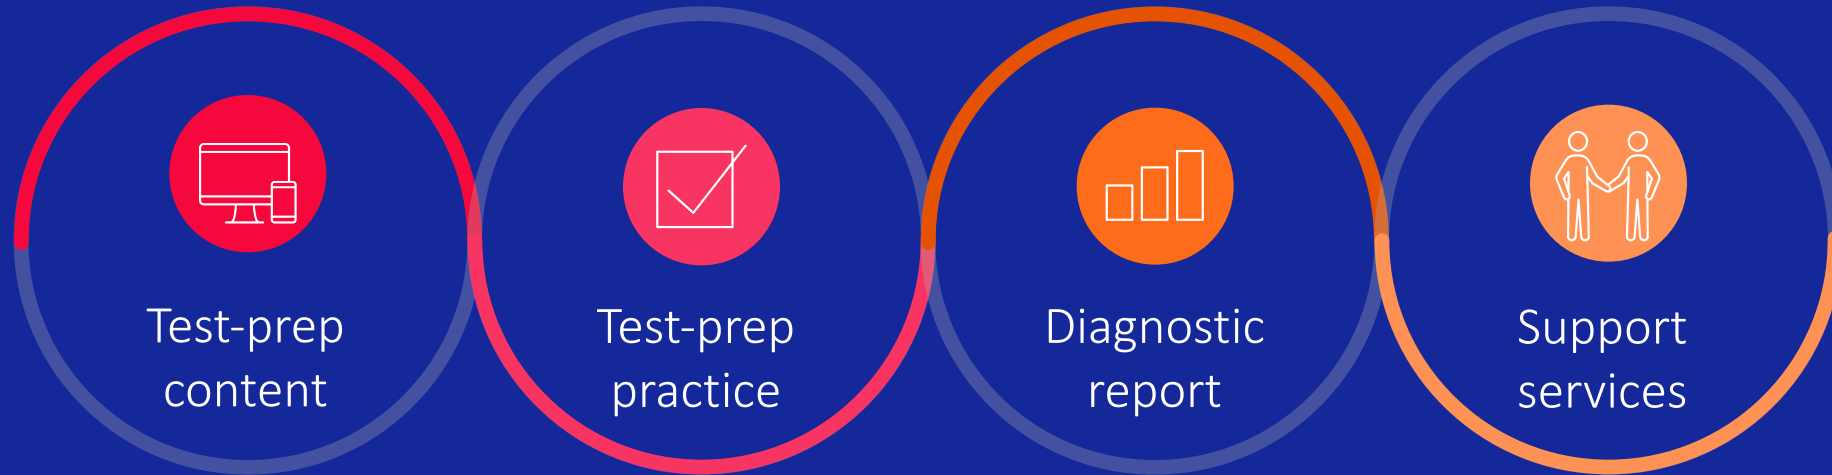 Test-prep
content
Test-prep
practice
Diagnostic
report
Support
services